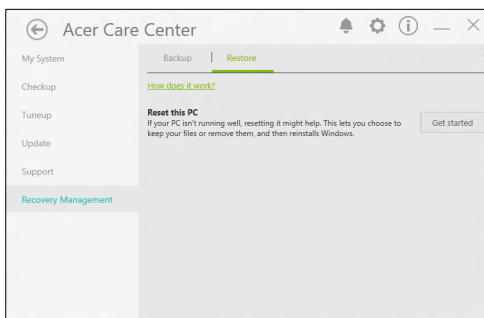 Acer Care Center
My System
Checkup
Tuneup
Update
Support
Recovery Management
Backup | Restore
How does it work?
Reset this PC
If your PC isn't running well, resetting it might help. This lets you choose to
keep your files or remove them, and then reinstalls Windows.
Get started